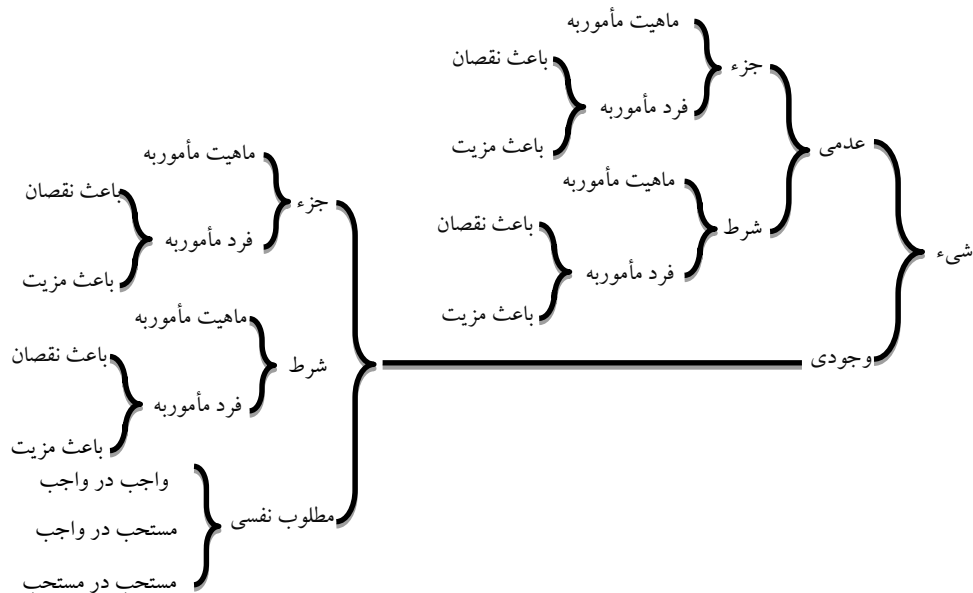 شیء
عدمی
جزء
ماهیت مأموربه
فرد مأموربه
باعث نقصان
باعث مزیت
شرط
ماهیت مأموربه
فرد مأموربه
باعث نقصان
باعث مزیت
وجودی
جزء
ماهیت مأموربه
فرد مأموربه
باعث نقصان
باعث مزیت
شرط
ماهیت مأموربه
فرد مأموربه
باعث نقصان
باعث مزیت
مطلوب نفسی
واجب در واجب
مستحب در واجب
مستحب در مستحب